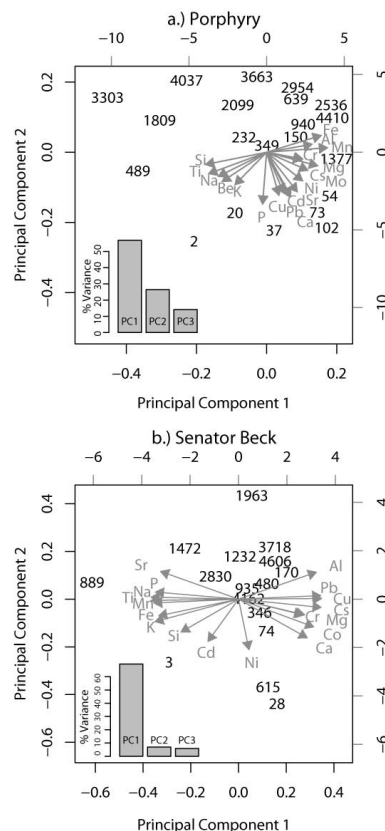 a.) Porphyry
−10 −5 0 5
3663
4037
2954
3303
639
2099
2536
4410
1809
940
Fe
232
150
Al
349
Mn
Si
Cr
1377
489
Ti
Mg
Na
Cs
Mo
Be
K
Ni
54
Cd
Sr
20
P
Cu
Pb
73
Ca
2
37
102
0.2
0.0
−0.2
−0.4
5
0
−5
−10
Principal Component 2
% Variance
0 10 20 30 40 50
PC1 PC2 PC3
−0.4 −0.2 0.0 0.2
Principal Component 1
b.) Senator Beck
−6 −4 −2 0 2 4
1963
1472
3718
1232
4606
Sr
170
Al
889
P
2830
480
Na
935
Pb
Ti
Cu
Mn
346
Cs
Fe
Cr
Mg
K
Si
74
Co
Cd
Ca
3
Ni
615
28
0.4
0.2
0.0
−0.2
−0.4
−0.6
4
2
0
−2
−4
−6
Principal Component 2
% Variance
0 10 20 30 40 50 60
PC1 PC2 PC3
−0.6 −0.4 −0.2 0.0 0.2 0.4
Principal Component 1